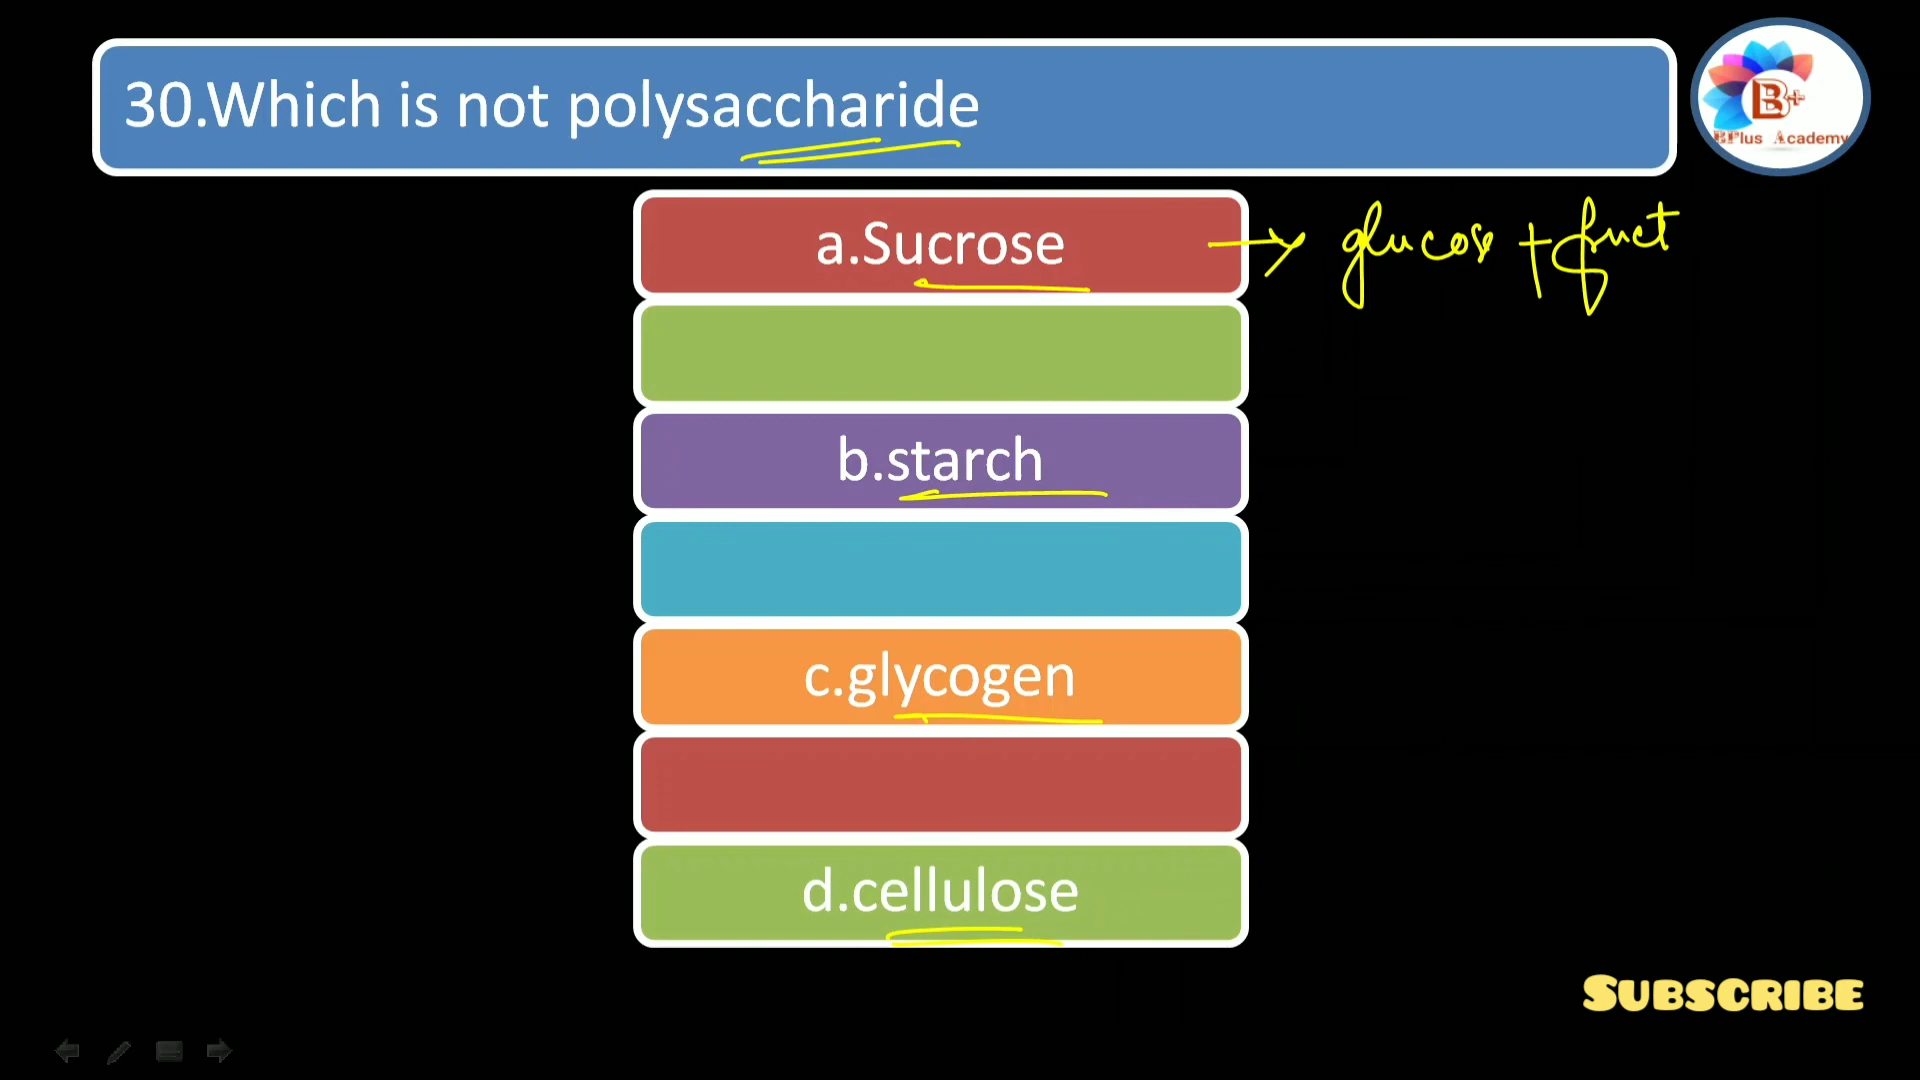 30.Which is not polysaccharide
B+
BPlus Academy
a.Sucrose
glucose + fruct
b.starch
c.glycogen
d.cellulose
SUBSCRIBE